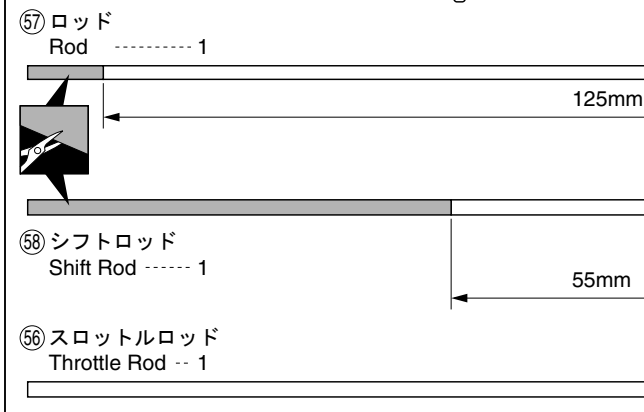 ㊼ロッド
Rod ---------- 1
125mm
㊽シフトロッド
Shift Rod ------ 1
55mm
㊻スロットルロッド
Throttle Rod -- 1